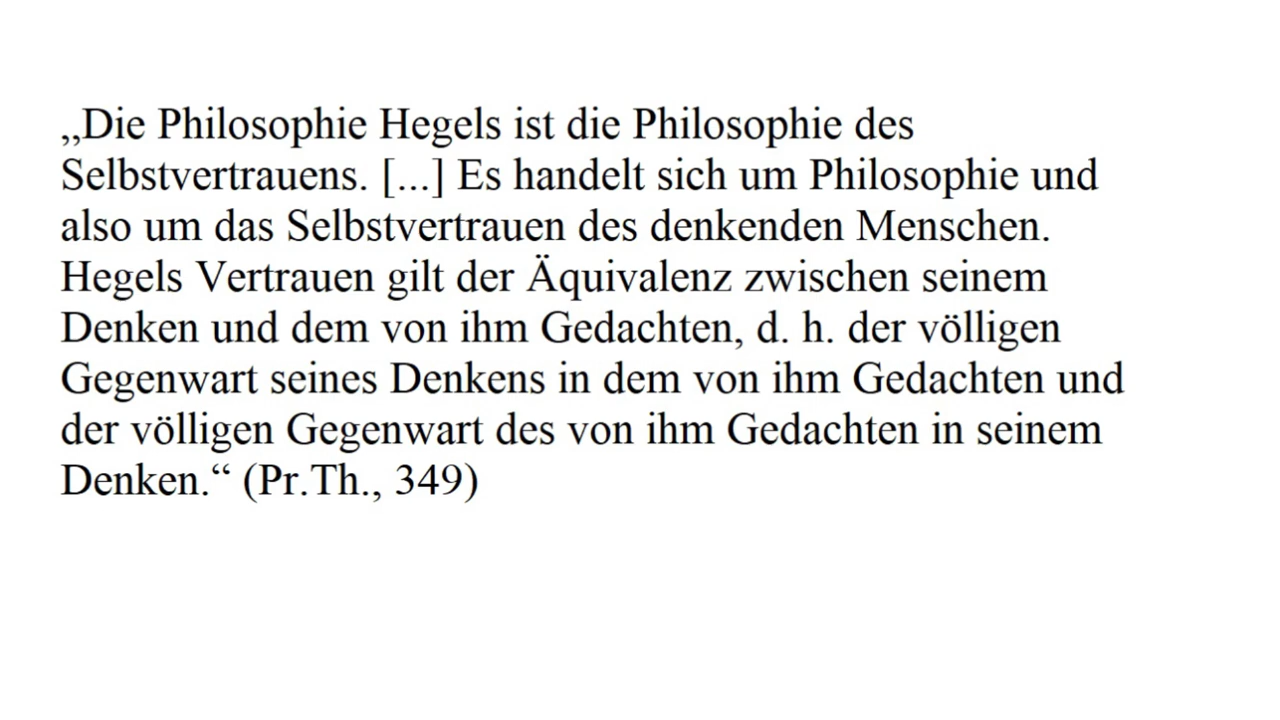 „Die Philosophie Hegels ist die Philosophie des
Selbstvertrauens. [...] Es handelt sich um Philosophie und
also um das Selbstvertrauen des denkenden Menschen.
Hegels Vertrauen gilt der Äquivalenz zwischen seinem
Denken und dem von ihm Gedachten, d. h. der völligen
Gegenwart seines Denkens in dem von ihm Gedachten und
der völligen Gegenwart des von ihm Gedachten in seinem
Denken.“ (Pr.Th., 349)